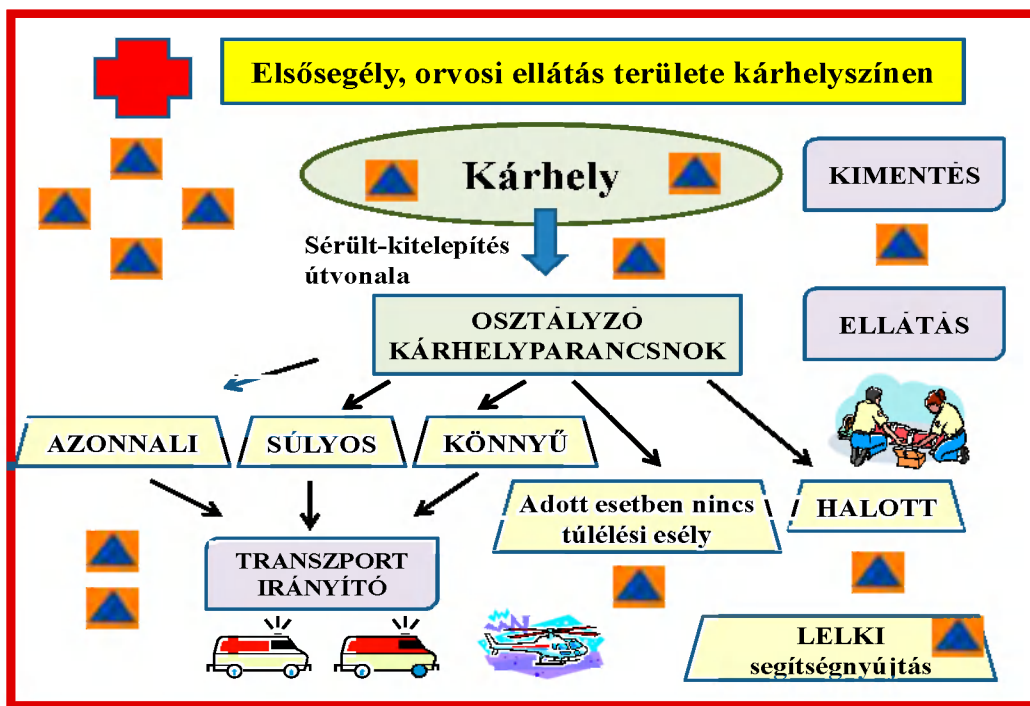 Elsősegély, orvosi ellátás területe kárhelyszínen
Kárhely
KIMENTÉS
Sérült-kitelepítés
útvonala
OSZTÁLYZÓ
KÁRHELYPARANCSNOK
ELLÁTÁS
AZONNALI
SÚLYOS
KÖNNYŰ
Adott esetben nincs
túlélési esély
HALOTT
TRANSZPORT
IRÁNYÍTÓ
LELKI
segítségnyújtás